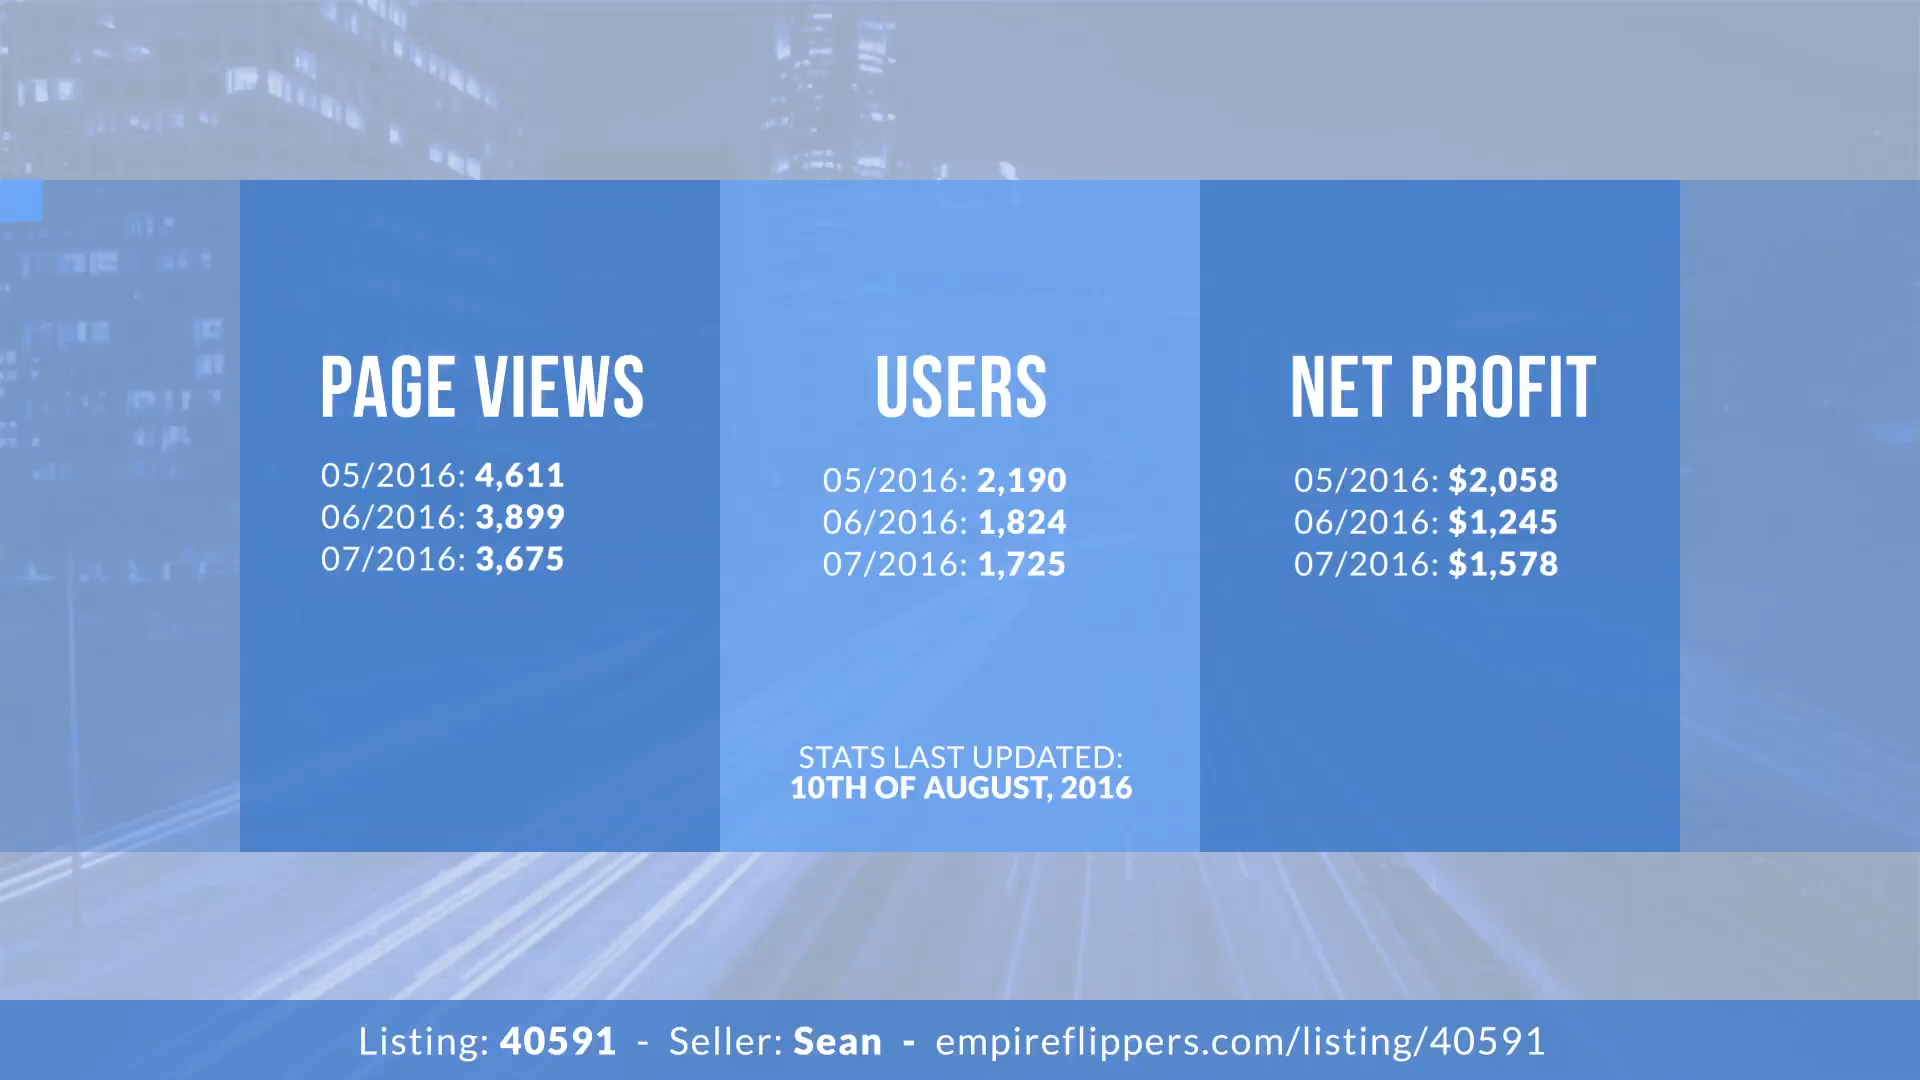 PAGE VIEWS
05/2016: 4,611
06/2016: 3,899
07/2016: 3,675
USERS
05/2016: 2,190
06/2016: 1,824
07/2016: 1,725
STATS LAST UPDATED:
10TH OF AUGUST, 2016
NET PROFIT
05/2016: $2,058
06/2016: $1,245
07/2016: $1,578
Listing: 40591 - Seller: Sean - empireflippers.com/listing/40591